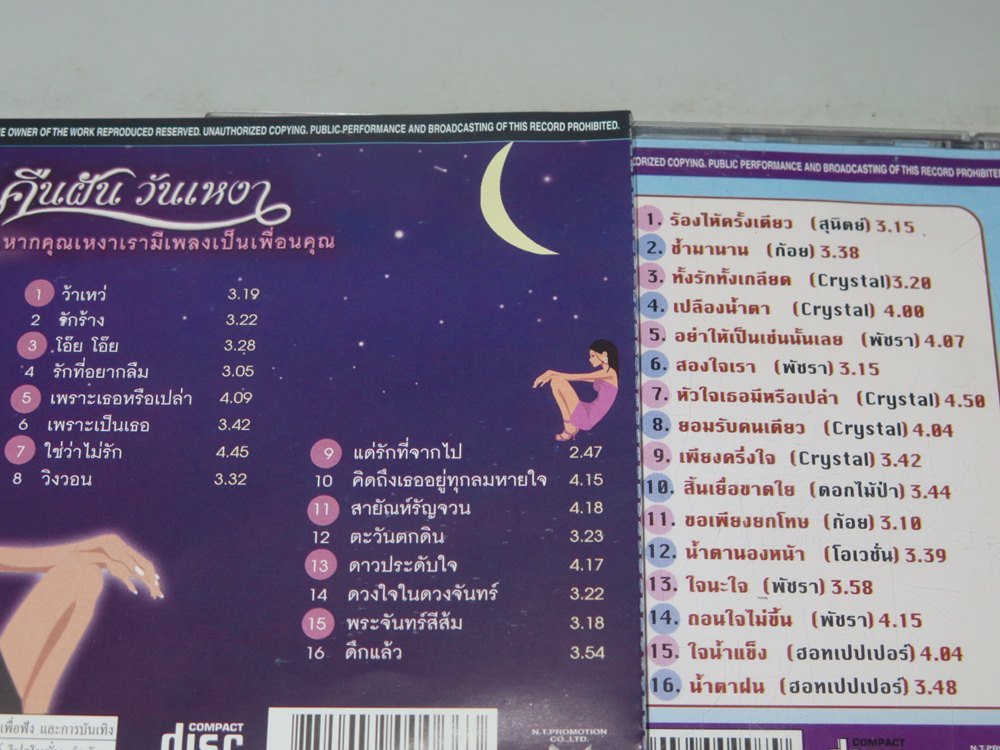 E OWNER OF THE WORK REPRODUCED RESERVED. UNAUTHORIZED COPYING. PUBLIC-PERFORMANCE AND BROADCASTING OF THIS RECORD PROHIBITED.
คืนฝัน วันเหงา
หากคุณเหงาเรามีเพลงเป็นเพื่อนคุณ
1 ว้าเหว่ 3.19
2 รักร้าง 3.22
3 โอ๊ย โอ๊ย 3.28
4 รักที่อยากลืม 3.05
5 เพราะเธอหรือเปล่า 4.09
6 เพราะเป็นเธอ 3.42
7 ใช่ว่าไม่รัก 4.45
8 วิงวอน 3.32
9 แด่รักที่จากไป 2.47
10 คิดถึงเธออยู่ทุกลมหายใจ 4.15
11 สายัณห์รัญจวน 4.18
12 ตะวันตกดิน 3.23
13 ดาวประดับใจ 4.17
14 ดวงใจในดวงจันทร์ 3.22
15 พระจันทร์สีส้ม 3.18
16 ดึกแล้ว 3.54
เพื่อฟัง และการบันเทิง
COMPACT
disc
N.T.PROMOTION
CO.,LTD.
ORIZED COPYING. PUBLIC PERFORMANCE AND BROADCASTING OF THIS RECORD PROHIBITED
1. ร้องไห้ครั้งเดียว (สุนิตย์) 3.15
2. ช้ำมานาน (ก้อย) 3.38
3. ทั้งรักทั้งเกลียด (Crystal)3.20
4. เปลืองน้ำตา (Crystal) 4.00
5. อย่าให้เป็นเช่นนั้นเลย (พัชรา) 4.07
6. สองใจเรา (พัชรา) 3.15
7. หัวใจเธอมีหรือเปล่า (Crystal) 4.50
8. ยอมรับคนเดียว (Crystal) 4.04
9. เพียงครึ่งใจ (Crystal) 3.42
10. สิ้นเยื่อขาดใย (ดอกไม้ป่า) 3.44
11. ขอเพียงยกโทษ (ก้อย) 3.10
12. น้ำตานองหน้า (โอเวชั่น) 3.39
13. ใจนะใจ (พัชรา) 3.58
14. ถอนใจไม่ขึ้น (พัชรา) 4.15
15. ใจน้ำแข็ง (ฮอทเปปเปอร์) 4.04
16. น้ำตาฝน (ฮอทเปปเปอร์) 3.48
COMPACT
N.T.PROMOTION